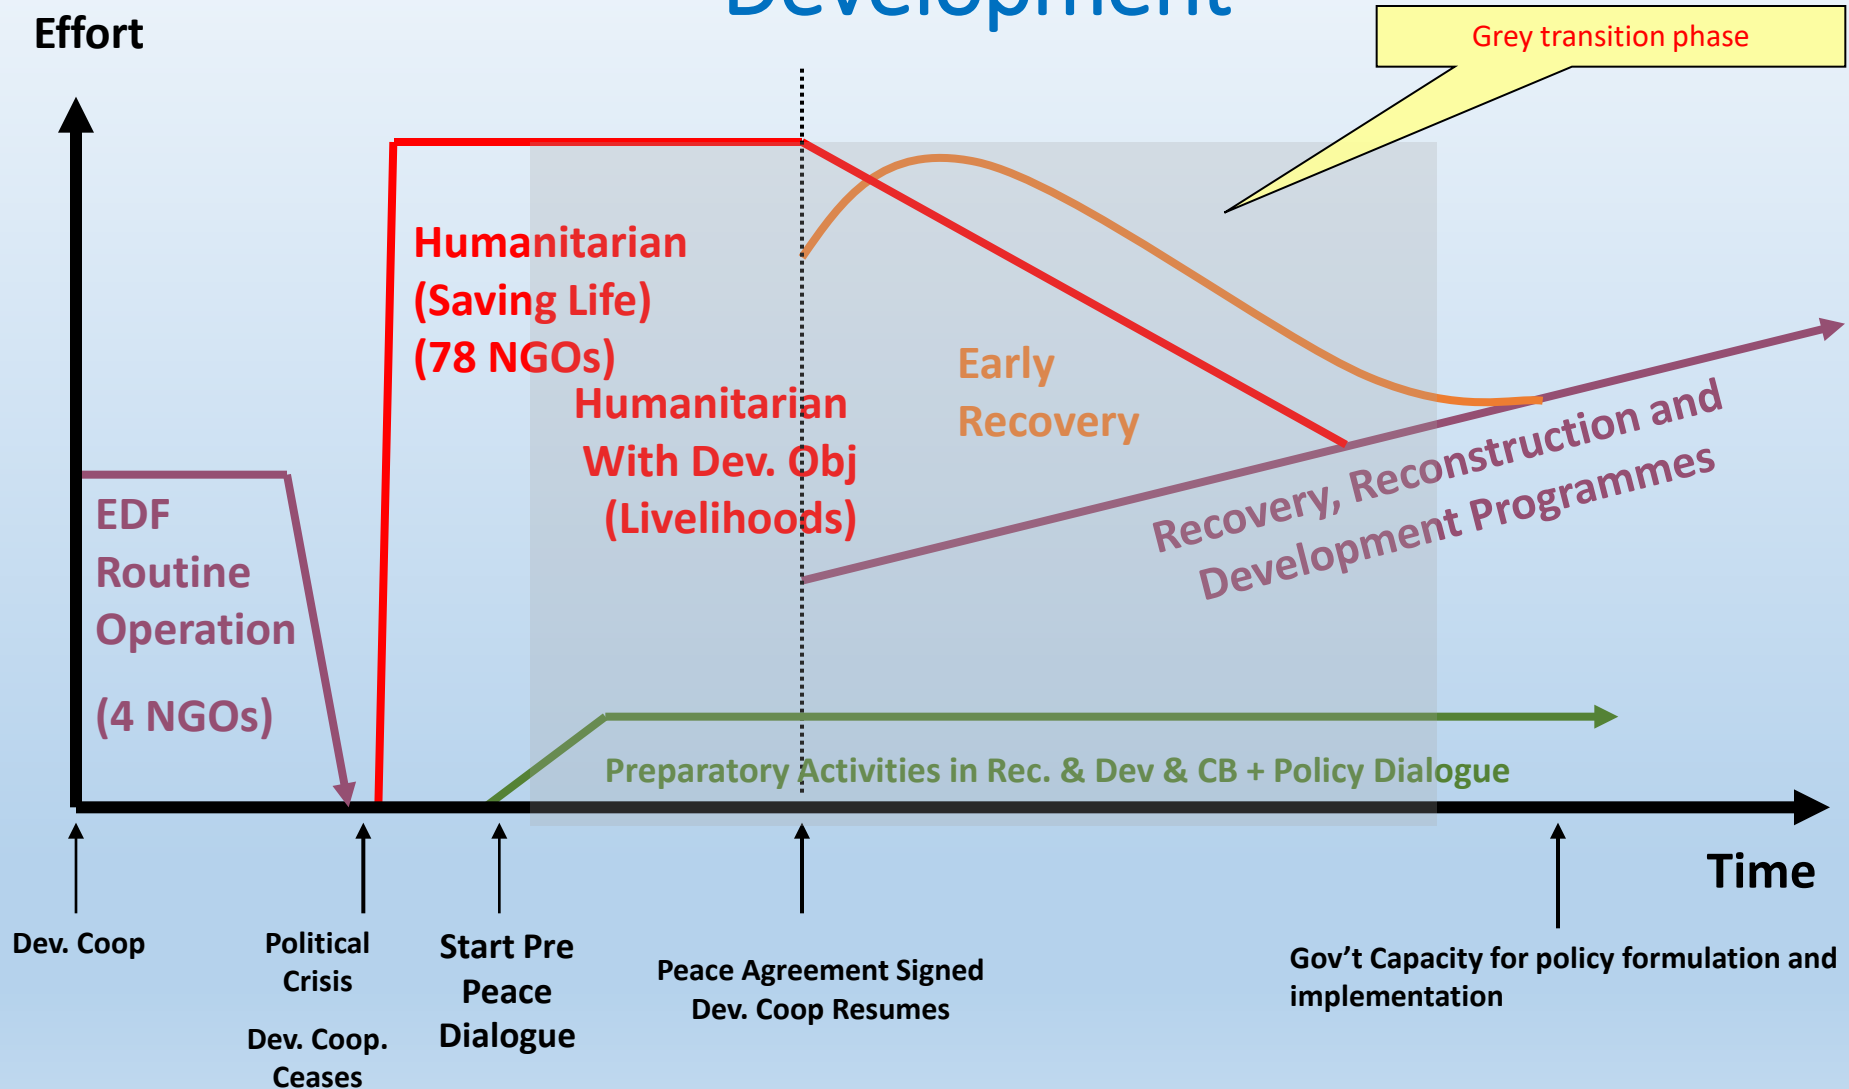 Development
Effort
Grey transition phase
Humanitarian
(Saving Life)
(78 NGOs)
Humanitarian
With Dev. Obj
(Livelihoods)
Early
Recovery
EDF
Routine
Operation
(4 NGOs)
Recovery, Reconstruction and
Development Programmes
Preparatory Activities in Rec. & Dev & CB + Policy Dialogue
Time
Dev. Coop
Political
Crisis
Dev. Coop.
Ceases
Start Pre
Peace
Dialogue
Peace Agreement Signed
Dev. Coop Resumes
Gov't Capacity for policy formulation and
implementation